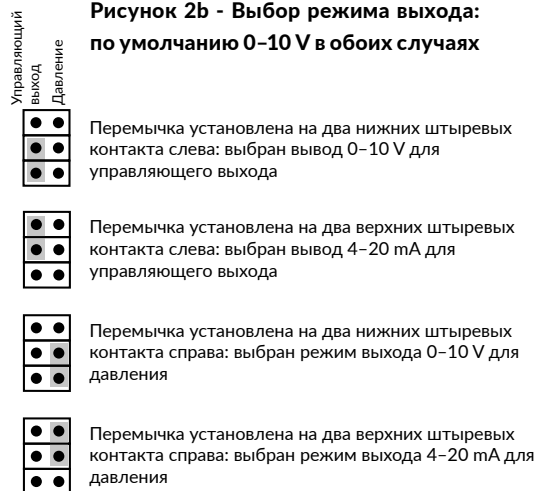 Управляющий
выход
Давление
Рисунок 2b - Выбор режима выхода:
по умолчанию 0–10 V в обоих случаях
Перемычка установлена на два нижних штыревых
контакта слева: выбран вывод 0–10 V для
управляющего выхода
Перемычка установлена на два верхних штыревых
контакта слева: выбран вывод 4–20 mA для
управляющего выхода
Перемычка установлена на два нижних штыревых
контакта справа: выбран режим выхода 0–10 V для
давления
Перемычка установлена на два верхних штыревых
контакта справа: выбран режим выхода 4–20 mA для
давления